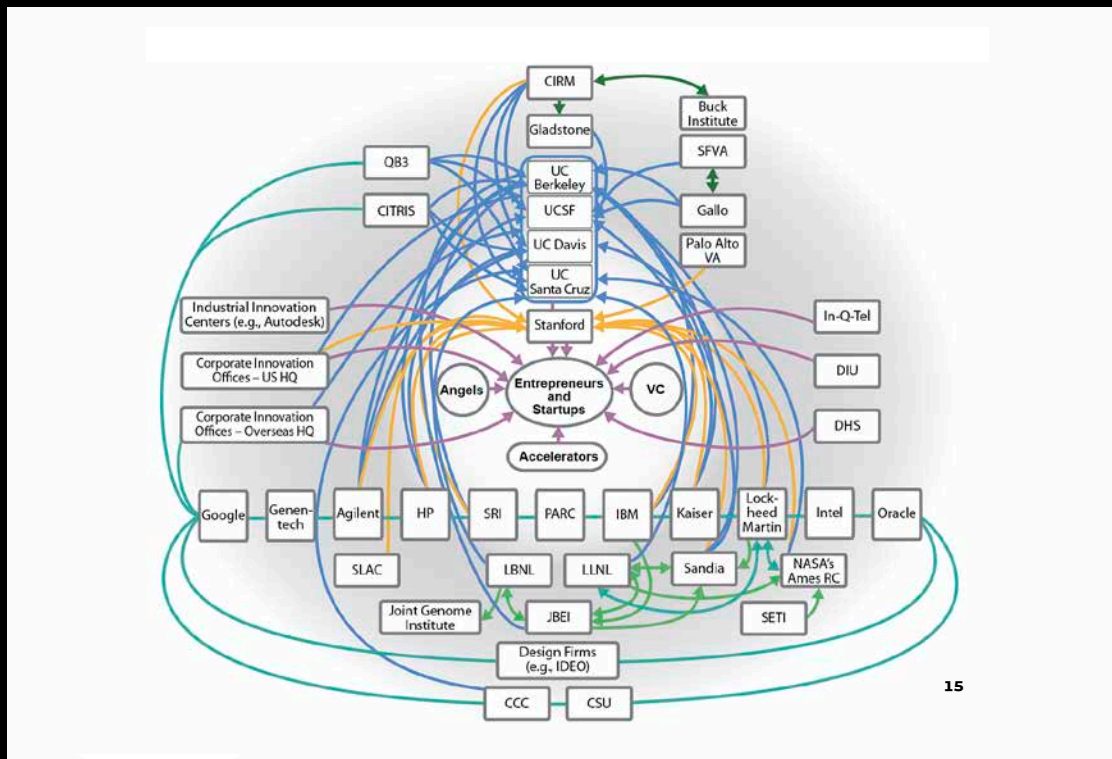 CIRM
Buck
Institute
Gladstone
SFVA
QB3
UC
Berkeley
CITRIS
UCSF
Gallo
UC Davis
Palo Alto
VA
UC
Santa Cruz
Industrial Innovation
Centers (e.g., Autodesk)
Stanford
In-Q-Tel
Corporate Innovation
Offices – US HQ
Angels
Entrepreneurs
and
Startups
VC
DIU
Corporate Innovation
Offices – Overseas HQ
DHS
Accelerators
Google
Genen-
tech
Agilent
HP
SRI
PARC
IBM
Kaiser
Lock-
heed
Martin
Intel
Oracle
SLAC
LBNL
LLNL
Sandia
NASA's
Ames RC
Joint Genome
Institute
JBEI
SETI
Design Firms
(e.g., IDEO)
15
CCC
CSU